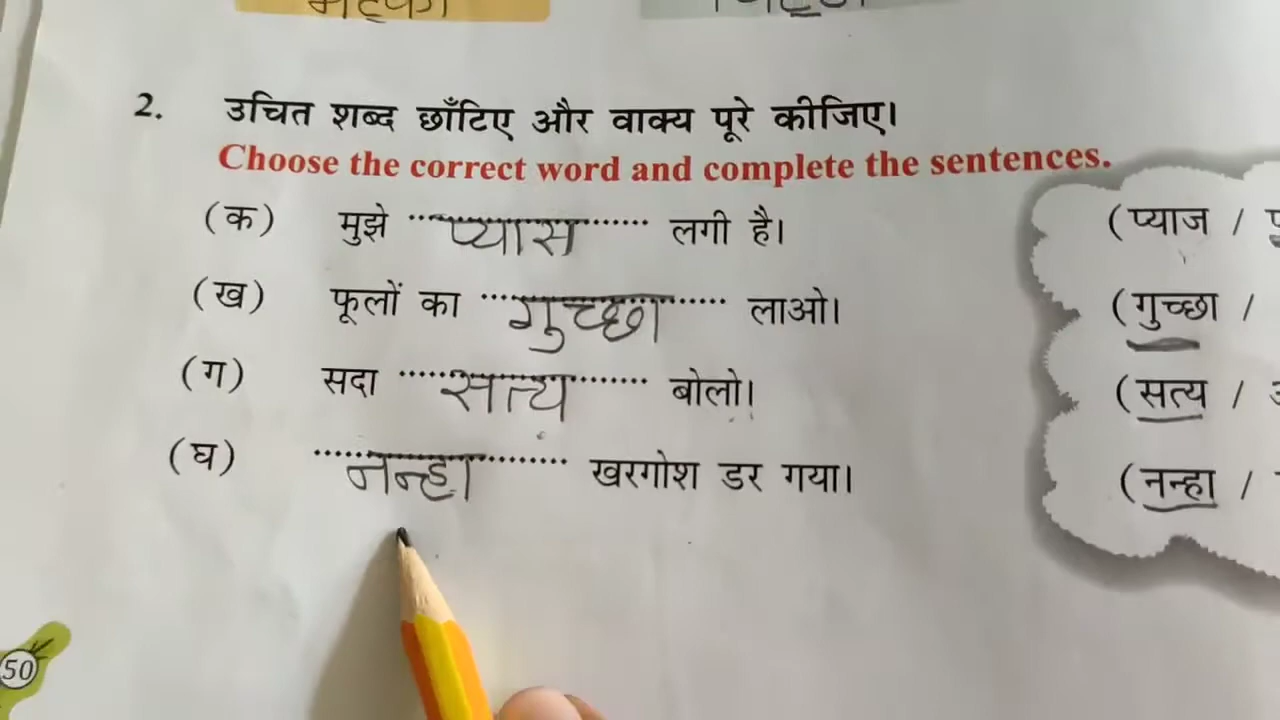 मटका
2. उचित शब्द छाँटिए और वाक्य पूरे कीजिए।
Choose the correct word and complete the sentences.
(क) मुझे प्यास लगी है। (प्याज /
(ख) फूलों का गुच्छा लाओ। (गुच्छा /
(ग) सदा सत्य बोलो। (सत्य /
(घ) नन्हा खरगोश डर गया। (नन्हा /
50